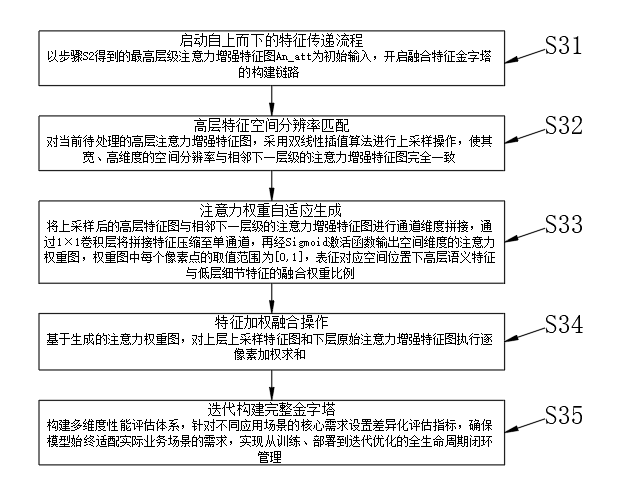 启动自上而下的特征传递流程
以步骤S2得到的最高层级注意力增强特征图An_att为初始输入，开启融合特征金字塔
的构建链路
S31
高层特征空间分辨率匹配
对当前待处理的高层注意力增强特征图，采用双线性插值算法进行上采样操作，使其
宽、高维度的空间分辨率与相邻下一层级的注意力增强特征图完全一致
S32
注意力权重自适应生成
将上采样后的高层特征图与相邻下一层级的注意力增强特征图进行通道维度拼接，通
过1×1卷积层将拼接特征压缩至单通道，再经Sigmoid激活函数输出空间维度的注意力
权重图，权重图中每个像素点的取值范围为[0,1]，表征对应空间位置下高层语义特征
与低层细节特征的融合权重比例
S33
特征加权融合操作
基于生成的注意力权重图，对上层上采样特征图和下层原始注意力增强特征图执行逐
像素加权求和
S34
迭代构建完整金字塔
构建多维度性能评估体系，针对不同应用场景的核心需求设置差异化评估指标，确保
模型始终适配实际业务场景的需求，实现从训练、部署到迭代优化的全生命周期闭环
管理
S35